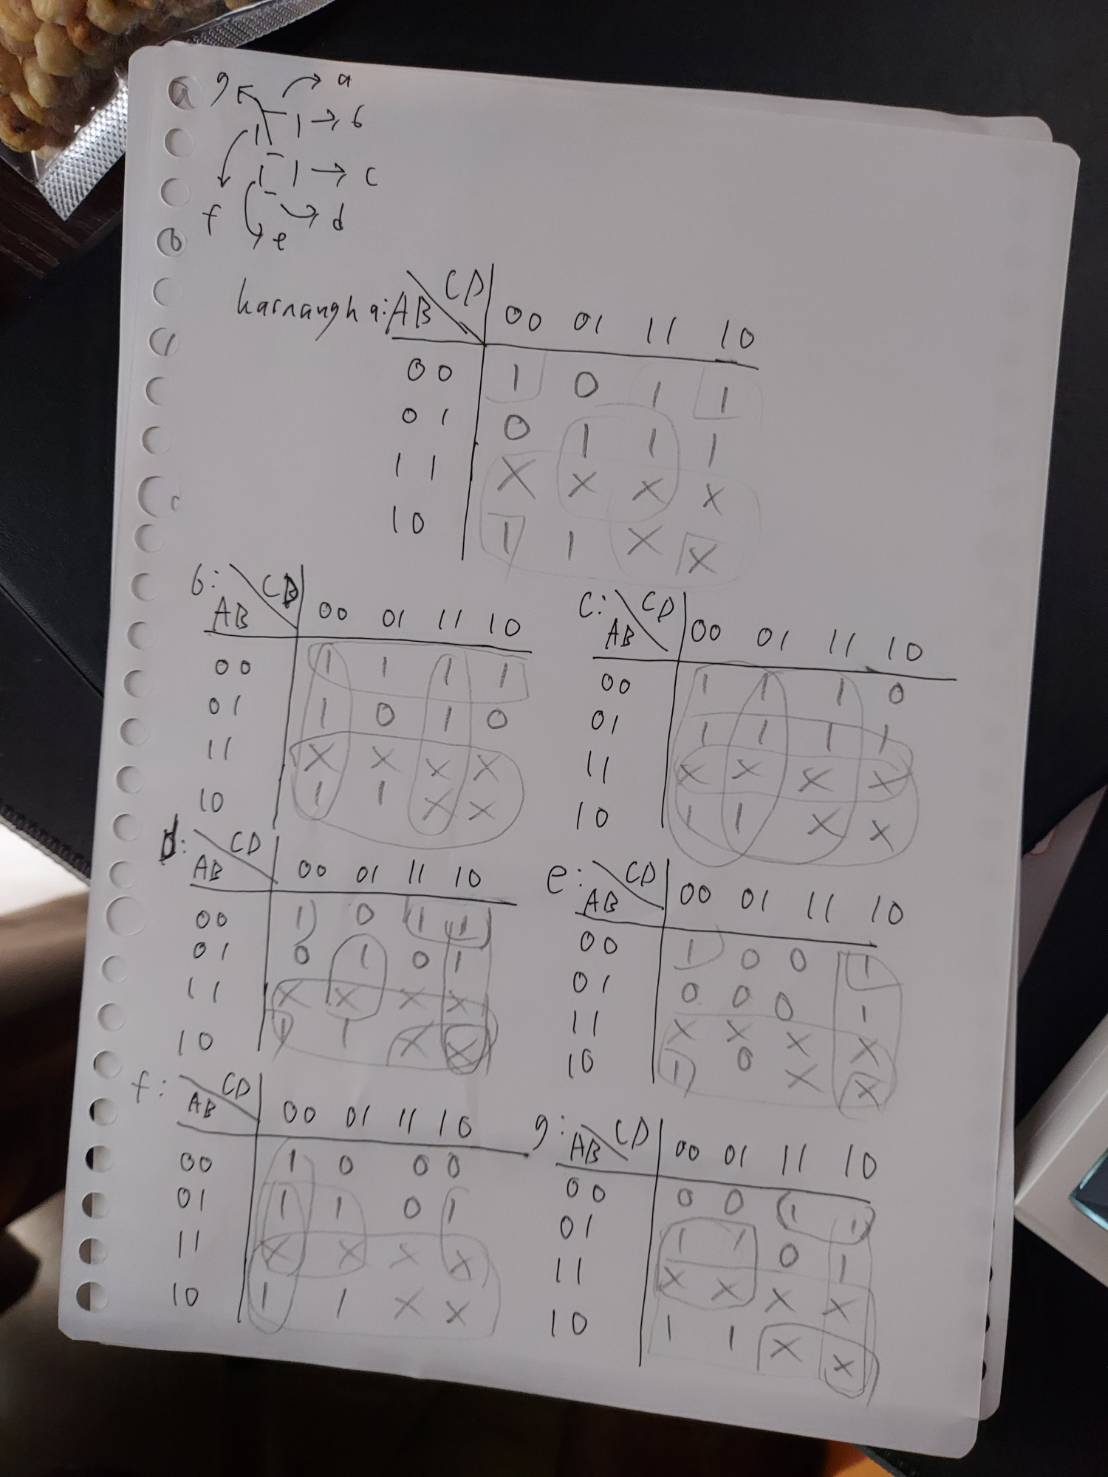 g a
b
c
f e d
karnaugh a: AB CD 00 01 11 10
00 1 0 1 1
01 0 1 1 1
11 X X X X
10 1 1 X X
b: AB CD 00 01 11 10
00 1 1 1 1
01 1 0 1 0
11 X X X X
10 1 1 X X
c: AB CD 00 01 11 10
00 1 1 1 0
01 1 1 1 1
11 X X X X
10 1 1 X X
d: AB CD 00 01 11 10
00 1 0 1 1
01 0 1 0 1
11 X X X X
10 1 1 X X
e: AB CD 00 01 11 10
00 1 0 0 1
01 0 0 0 1
11 X X X X
10 1 0 X X
f: AB CD 00 01 11 10
00 1 0 0 0
01 1 1 0 1
11 X X X X
10 1 1 X X
g: AB CD 00 01 11 10
00 0 0 1 1
01 1 1 0 1
11 X X X X
10 1 1 X X